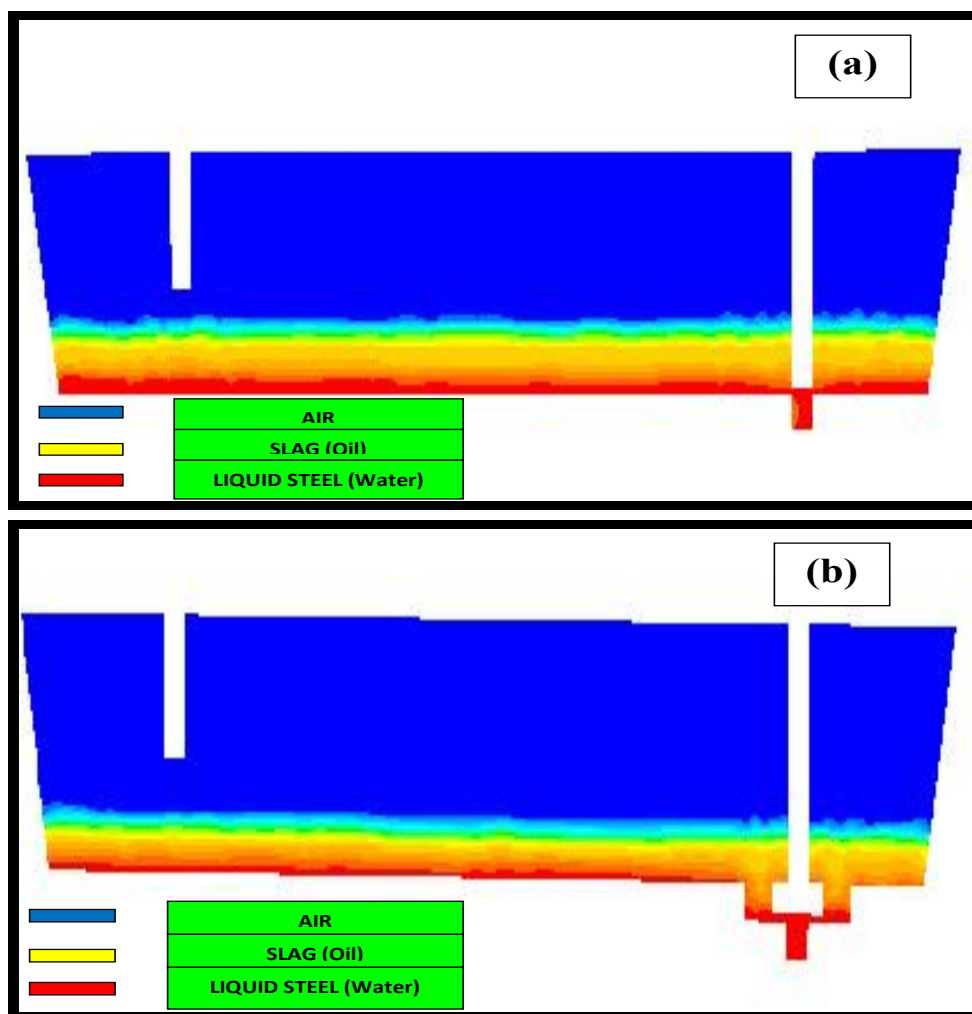 (a)
AIR
SLAG (Oil)
LIQUID STEEL (Water)
(b)
AIR
SLAG (Oil)
LIQUID STEEL (Water)